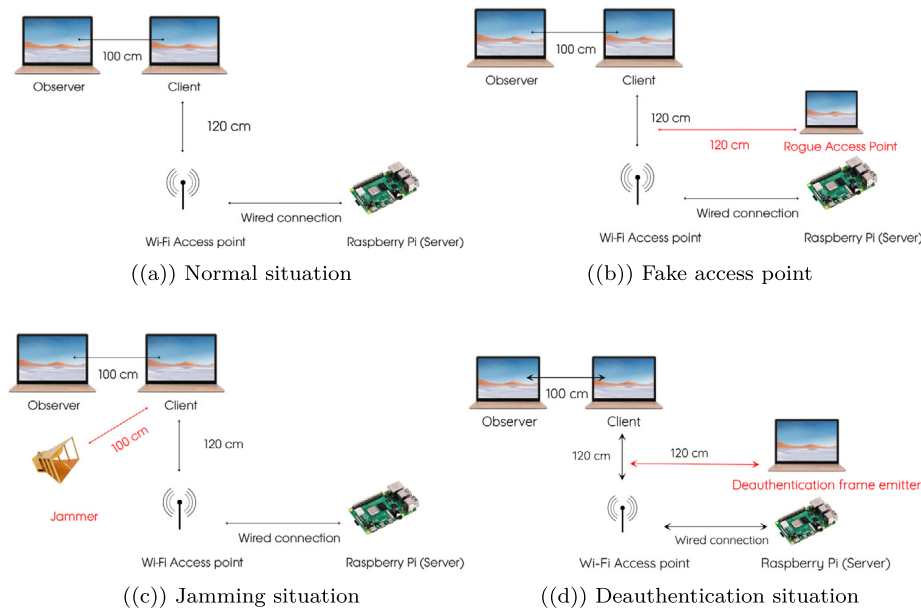 100 cm
Observer
Client
120 cm
Wired connection
Wi-Fi Access point
Raspberry Pi (Server)
((a)) Normal situation
100 cm
Observer
Client
120 cm
120 cm
Rogue Access Point
Wired connection
Wi-Fi Access point
Raspberry Pi (Server)
((b)) Fake access point
100 cm
Observer
Client
100 cm
120 cm
Jammer
Wired connection
Wi-Fi Access point
Raspberry Pi (Server)
((c)) Jamming situation
100 cm
Observer
Client
120 cm
120 cm
Deauthentication frame emitter
Wired connection
Wi-Fi Access point
Raspberry Pi (Server)
((d)) Deauthentication situation